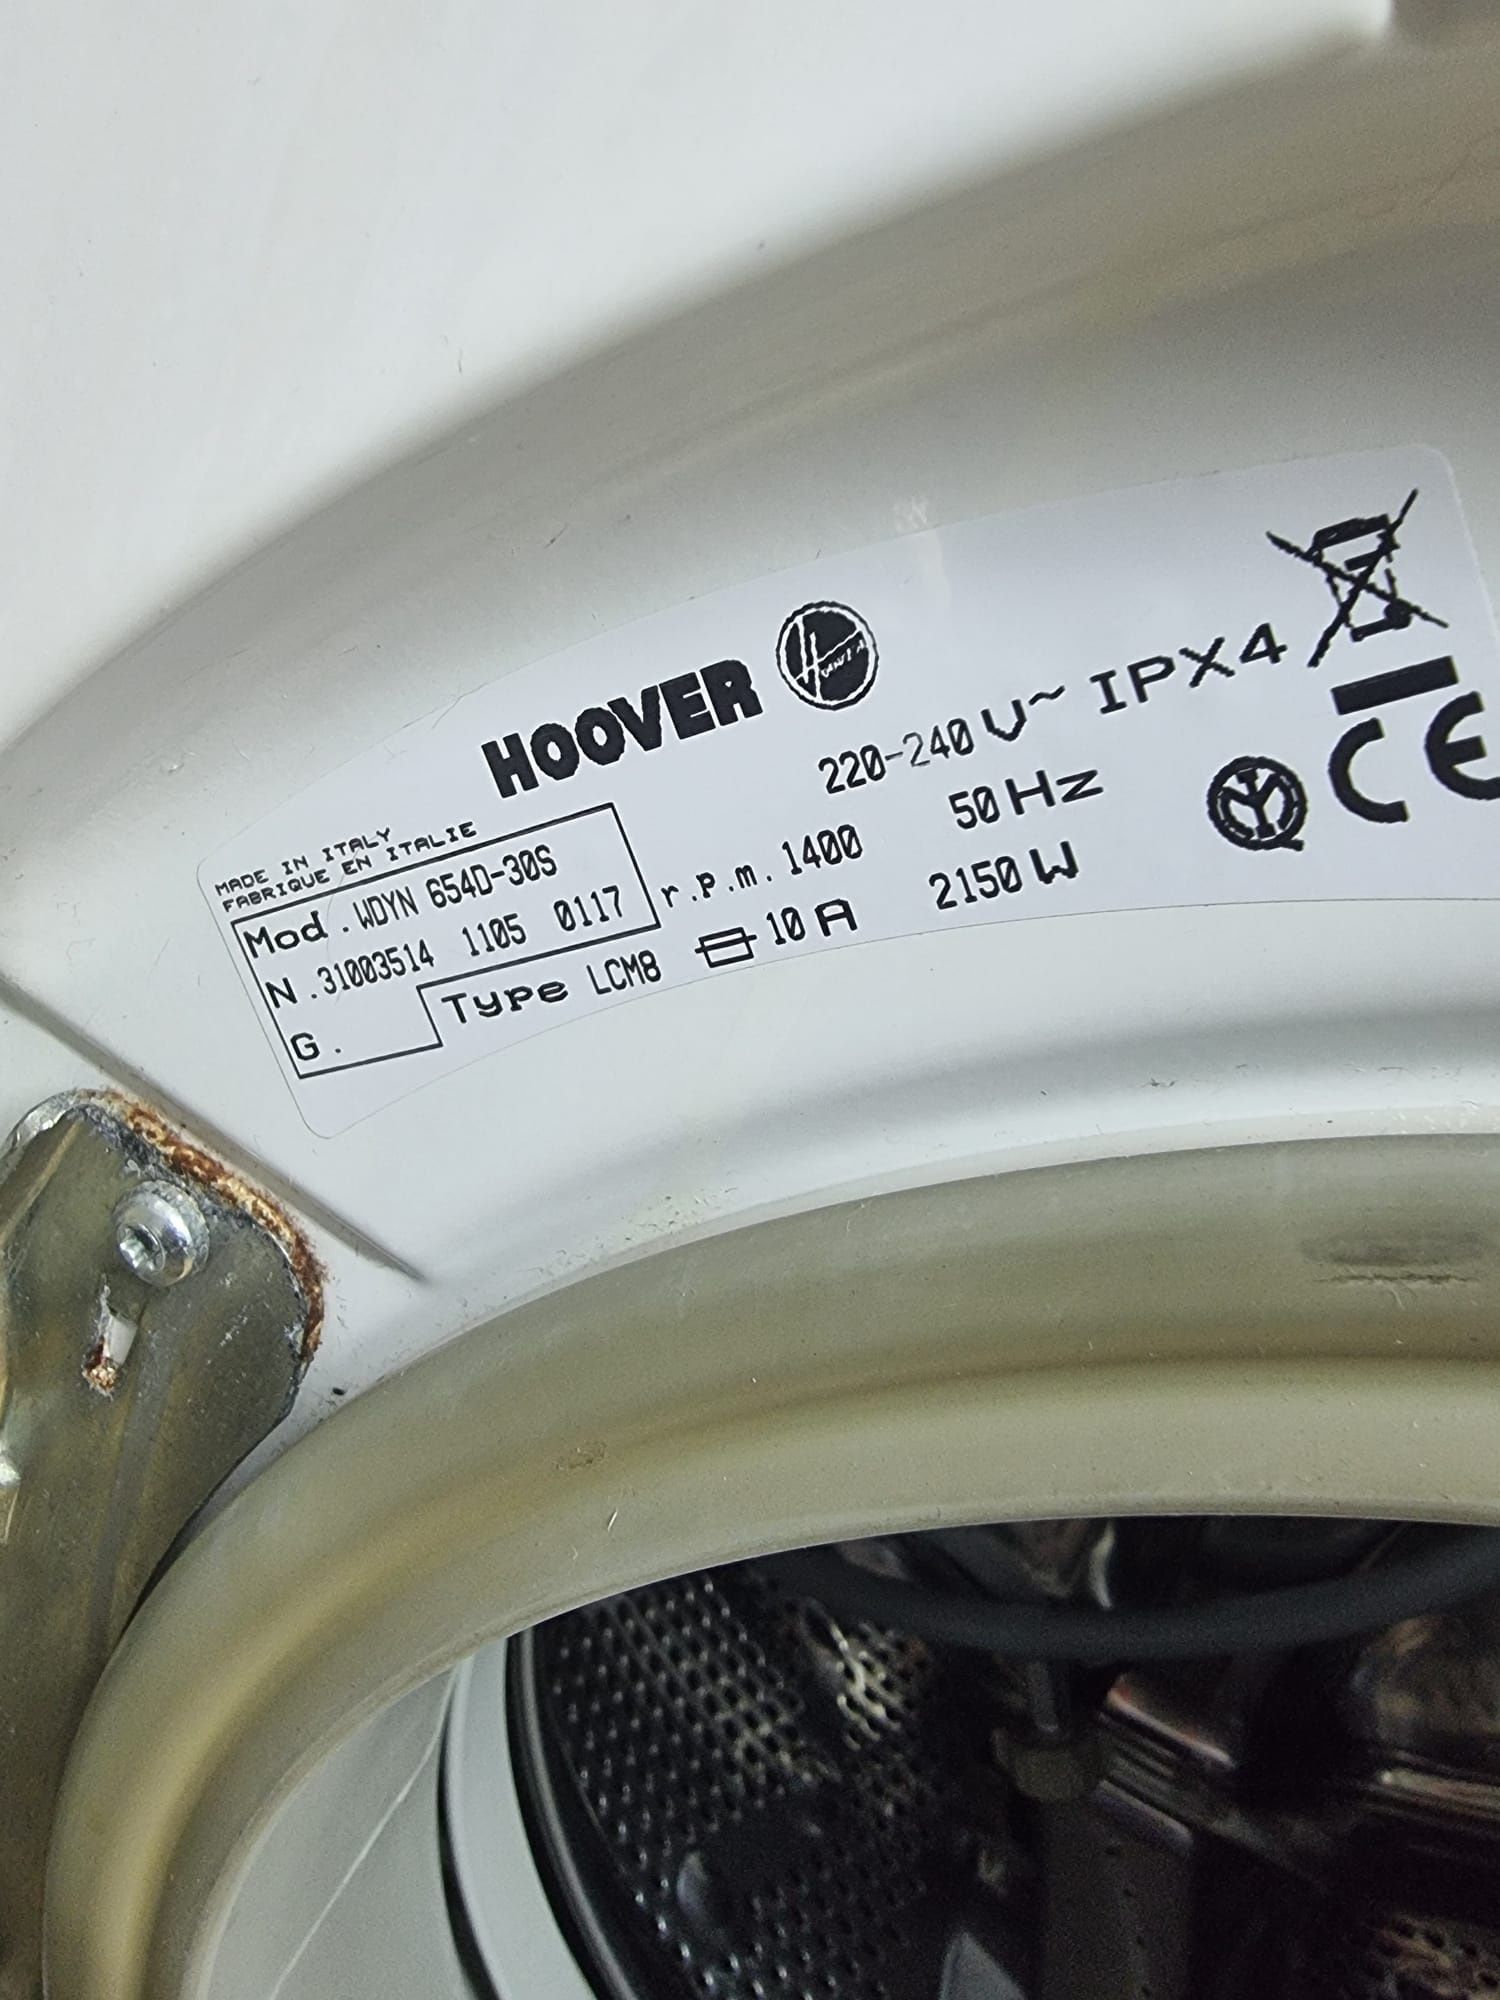 HOOVER
220-240 V~ IPX4
50 Hz
MADE IN ITALY
FABRIQUE EN ITALIE
Mod. WDYN 654D-30S
N. 31003514 1105 0117
r.p.m. 1400
2150 W
G.
Type LCM8
10 A
CE